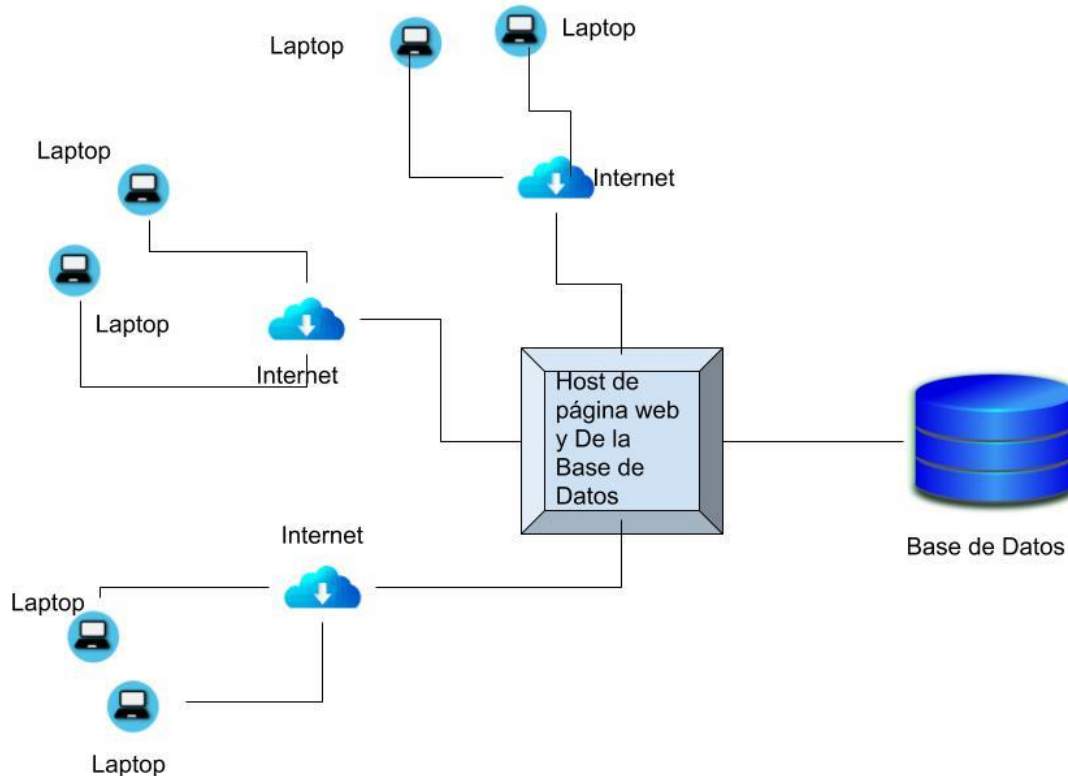 Laptop
Laptop
Laptop
Internet
Laptop
Internet
Host de
página web
y De la
Base de
Datos
Internet
Base de Datos
Laptop
Laptop